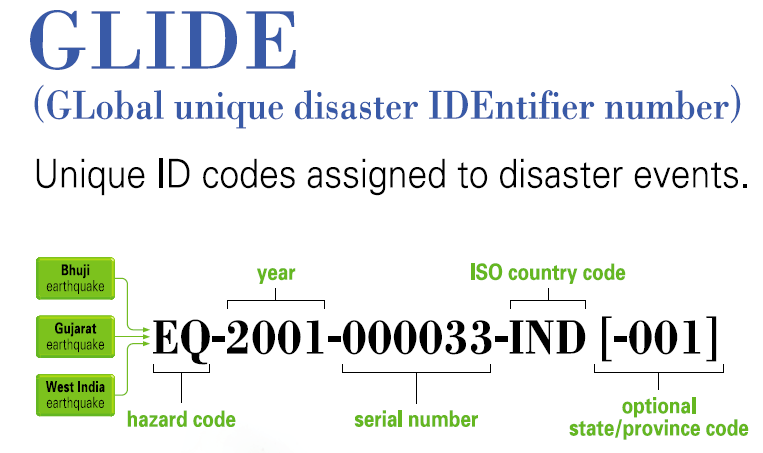 GLIDE
(GLobal unique disaster IDEntifier number)
Unique ID codes assigned to disaster events.
Bhuji
earthquake
Gujarat
earthquake
West India
earthquake
year
ISO country code
EQ-2001-000033-IND [-001]
hazard code
serial number
optional
state/province code